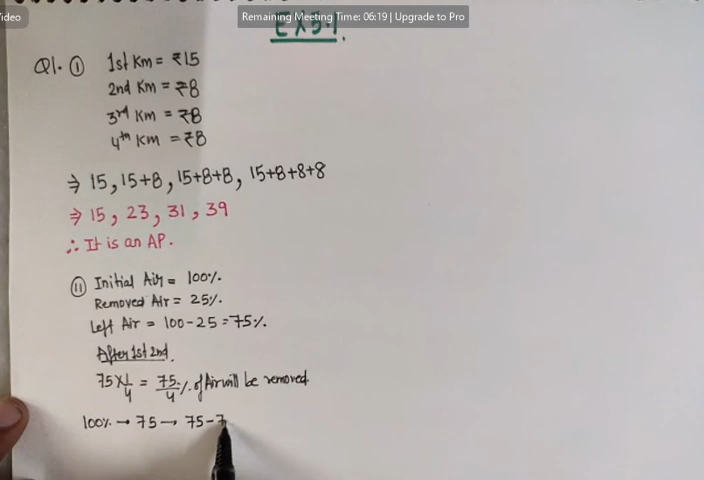 ideo
Remaining Meeting Time: 06:19 | Upgrade to Pro
EX5.1.
Q1. (i) 1st Km = ₹15
2nd Km = ₹8
3rd Km = ₹8
4th Km = ₹8
⇒ 15, 15+8, 15+8+8, 15+8+8+8
⇒ 15, 23, 31, 39
∴ It is an AP.
(ii) Initial Air = 100%.
Removed Air = 25%.
Left Air = 100-25 = 75%.
After 1st 2nd.
75×1/4 = 75/4 % of Air will be removed
100% → 75 → 75-7